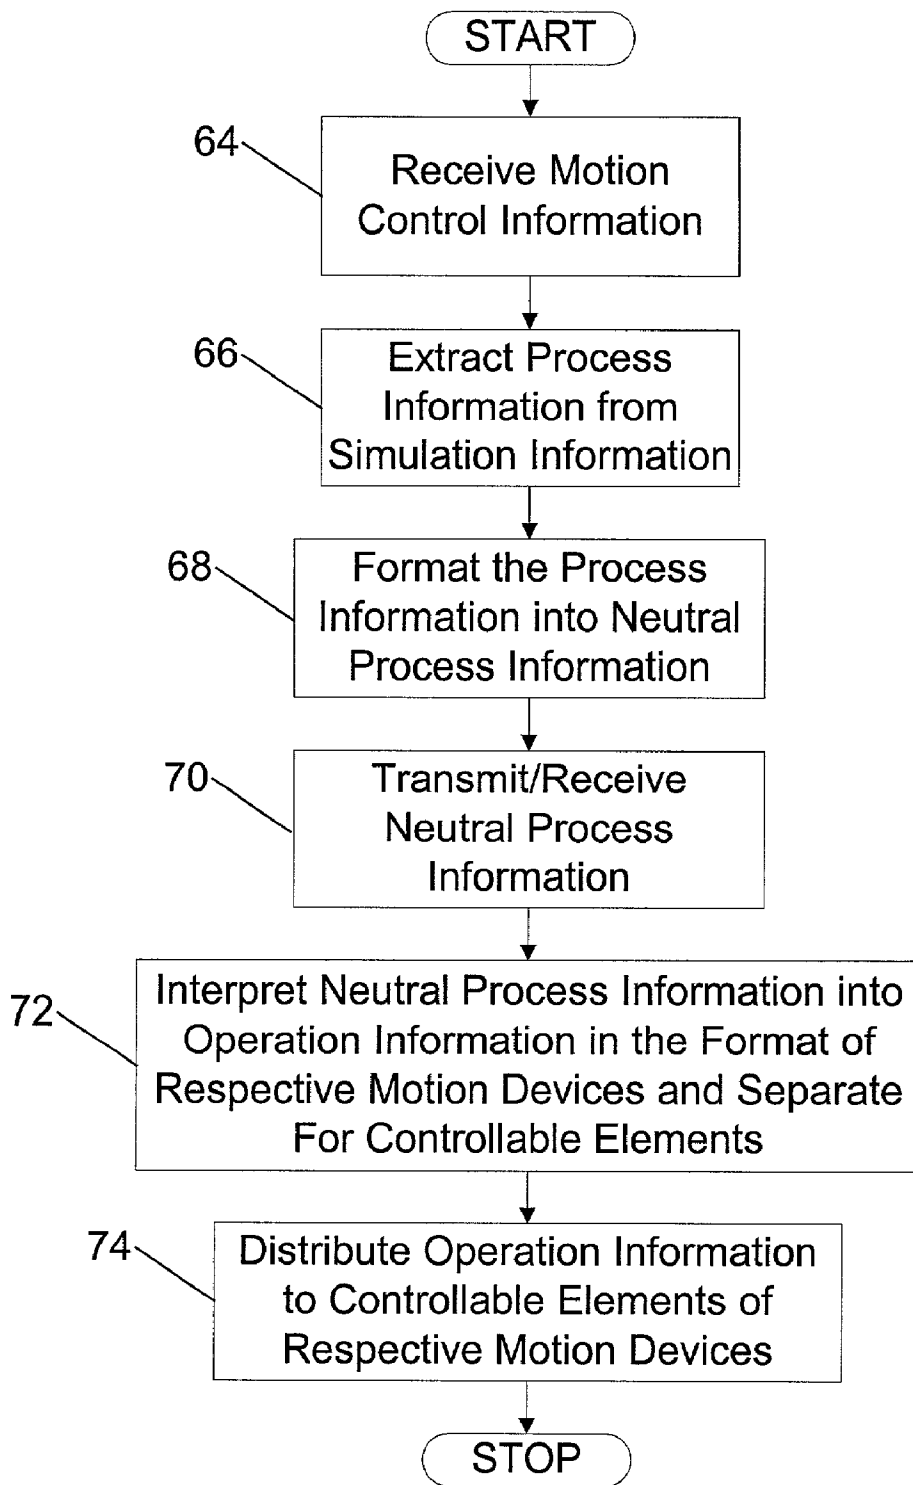 START
64
Receive Motion
Control Information
66
Extract Process
Information from
Simulation Information
68
Format the Process
Information into Neutral
Process Information
70
Transmit/Receive
Neutral Process
Information
72
Interpret Neutral Process Information into
Operation Information in the Format of
Respective Motion Devices and Separate
For Controllable Elements
74
Distribute Operation Information
to Controllable Elements of
Respective Motion Devices
STOP